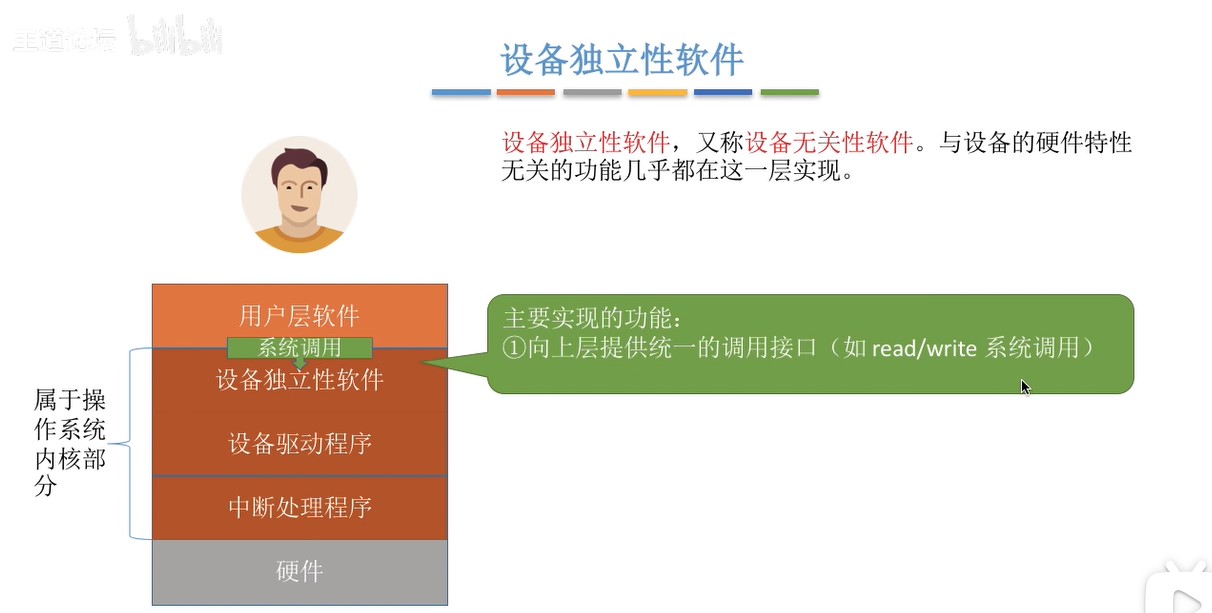 王道论坛 bilibili
设备独立性软件
设备独立性软件，又称设备无关性软件。与设备的硬件特性
无关的功能几乎都在这一层实现。
用户层软件
系统调用
设备独立性软件
设备驱动程序
中断处理程序
硬件
属于操
作系统
内核部
分
主要实现的功能：
①向上层提供统一的调用接口（如 read/write 系统调用）